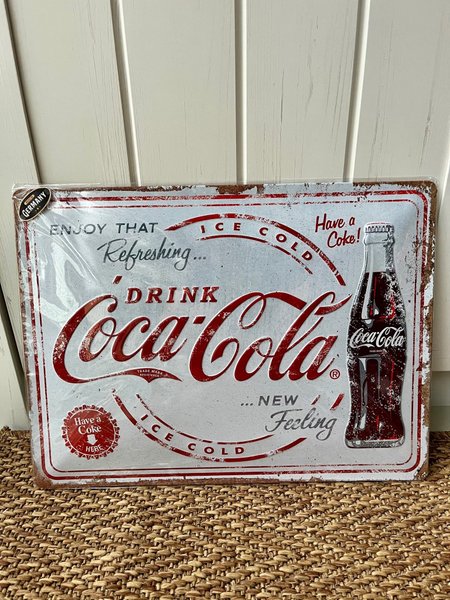 GERMANY
ENJOY THAT
Refreshing...
ICE COLD
Have a
Coke!
DRINK
Coca-Cola®
TRADE MARK
Coca-Cola
...NEW
Feeling
Have a
Coke
HERE
ICE COLD